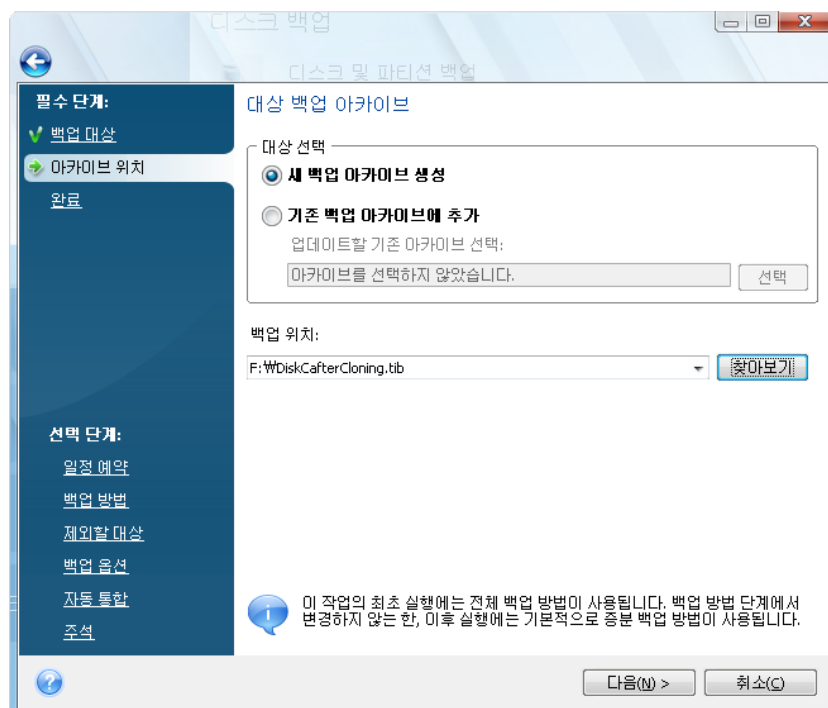 디스크 백업
디스크 및 파티션 백업
필수 단계:
백업 대상
아카이브 위치
완료
대상 백업 아카이브
대상 선택
새 백업 아카이브 생성
기존 백업 아카이브에 추가
업데이트할 기존 아카이브 선택:
아카이브를 선택하지 않았습니다.
선택
백업 위치:
F:₩DiskCafterCloning.tib
찾아보기
선택 단계:
일정 예약
백업 방법
제외할 대상
백업 옵션
자동 통합
주석
이 작업의 최초 실행에는 전체 백업 방법이 사용됩니다. 백업 방법 단계에서
변경하지 않는 한, 이후 실행에는 기본적으로 증분 백업 방법이 사용됩니다.
다음(N) >
취소(C)